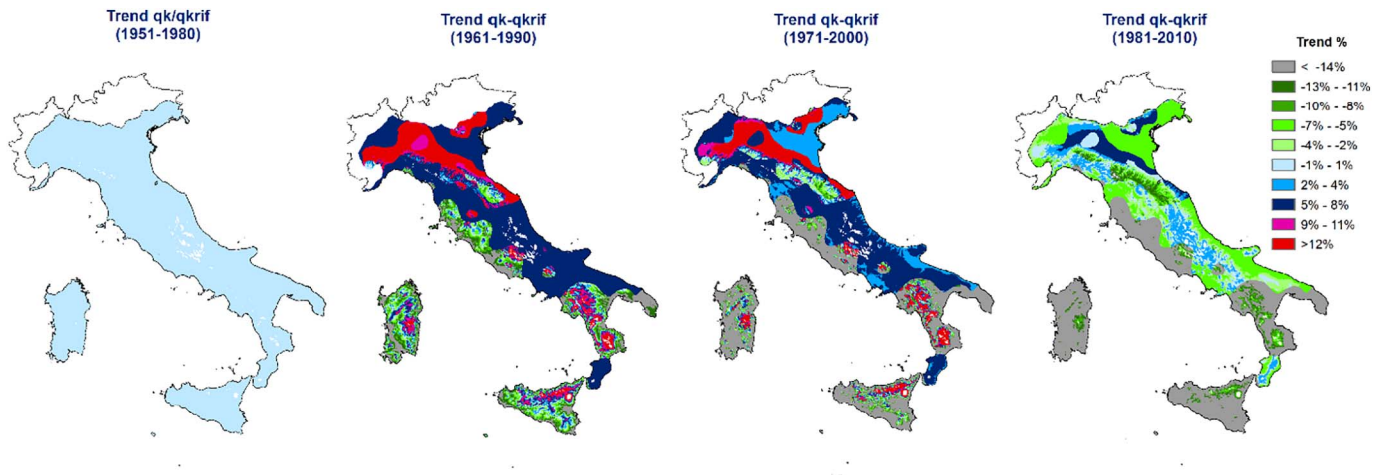 Trend qk/qkrif
(1951-1980)
Trend qk-qkrif
(1961-1990)
Trend qk-qkrif
(1971-2000)
Trend qk-qkrif
(1981-2010)
Trend %
< -14%
-13% - -11%
-10% - -8%
-7% - -5%
-4% - -2%
-1% - 1%
2% - 4%
5% - 8%
9% - 11%
>12%